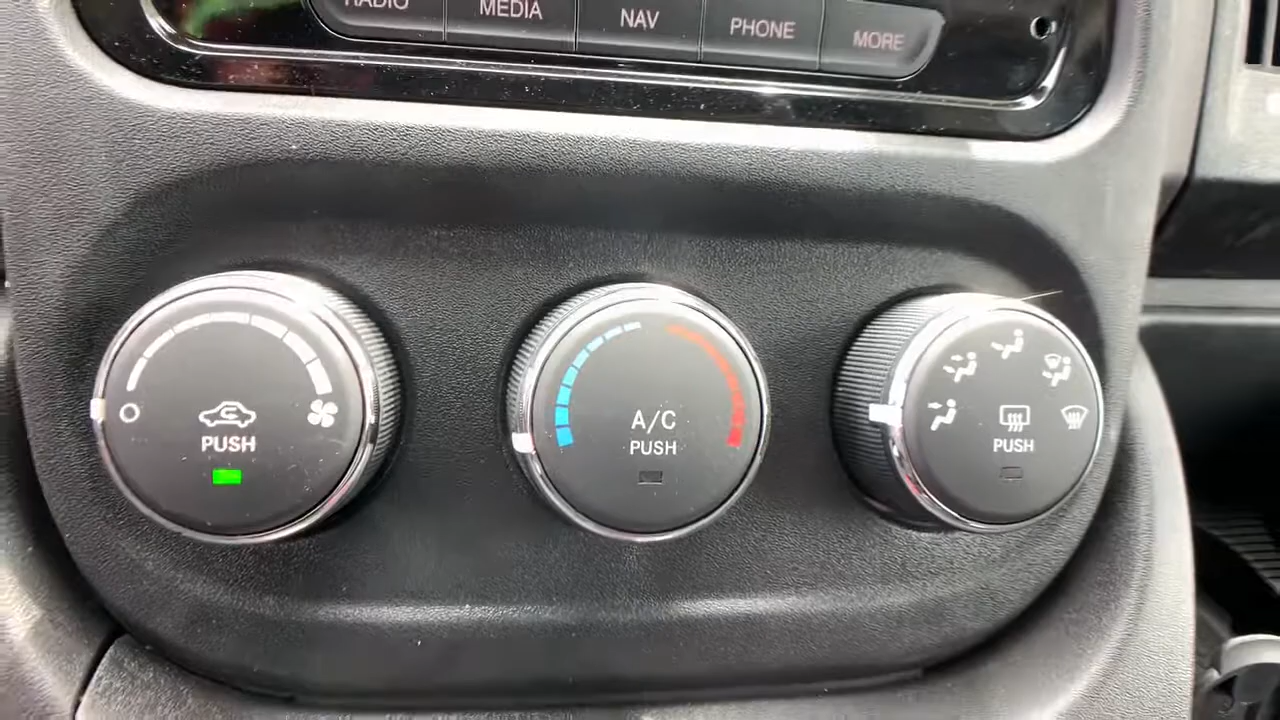 RADIO
MEDIA
NAV
PHONE
MORE
PUSH
A/C
PUSH
PUSH